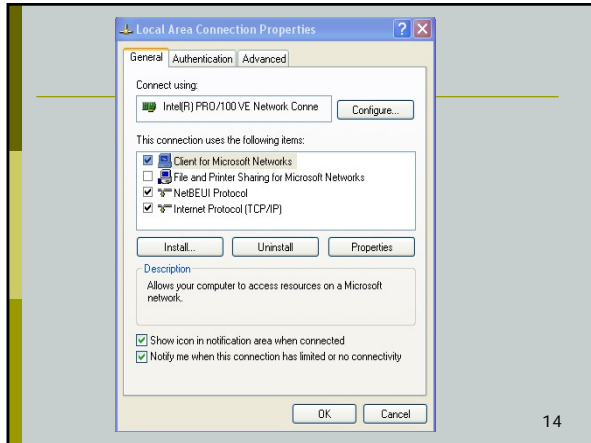 Local Area Connection Properties
General Authentication Advanced
Connect using:
Intel(R) PRO/100 VE Network Conne
Configure...
This connection uses the following items:
Client for Microsoft Networks
File and Printer Sharing for Microsoft Networks
NetBEUI Protocol
Internet Protocol (TCP/IP)
Install... Uninstall Properties
Description
Allows your computer to access resources on a Microsoft
network.
Show icon in notification area when connected
Notify me when this connection has limited or no connectivity
OK Cancel
14